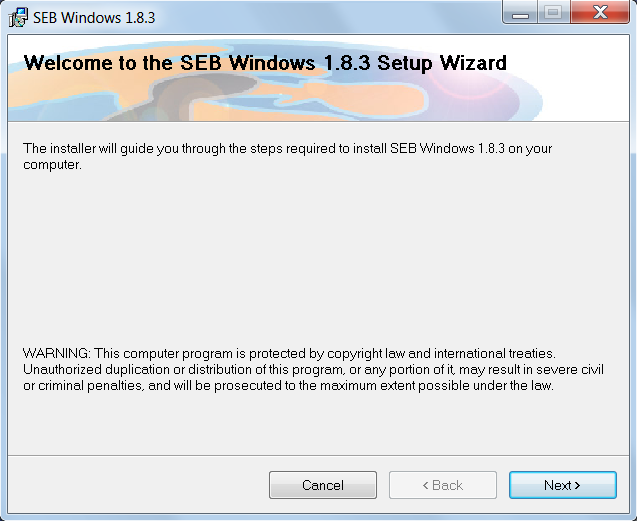 SEB Windows 1.8.3
Welcome to the SEB Windows 1.8.3 Setup Wizard
The installer will guide you through the steps required to install SEB Windows 1.8.3 on your
computer.
WARNING: This computer program is protected by copyright law and international treaties.
Unauthorized duplication or distribution of this program, or any portion of it, may result in severe civil
or criminal penalties, and will be prosecuted to the maximum extent possible under the law.
Cancel
< Back
Next >